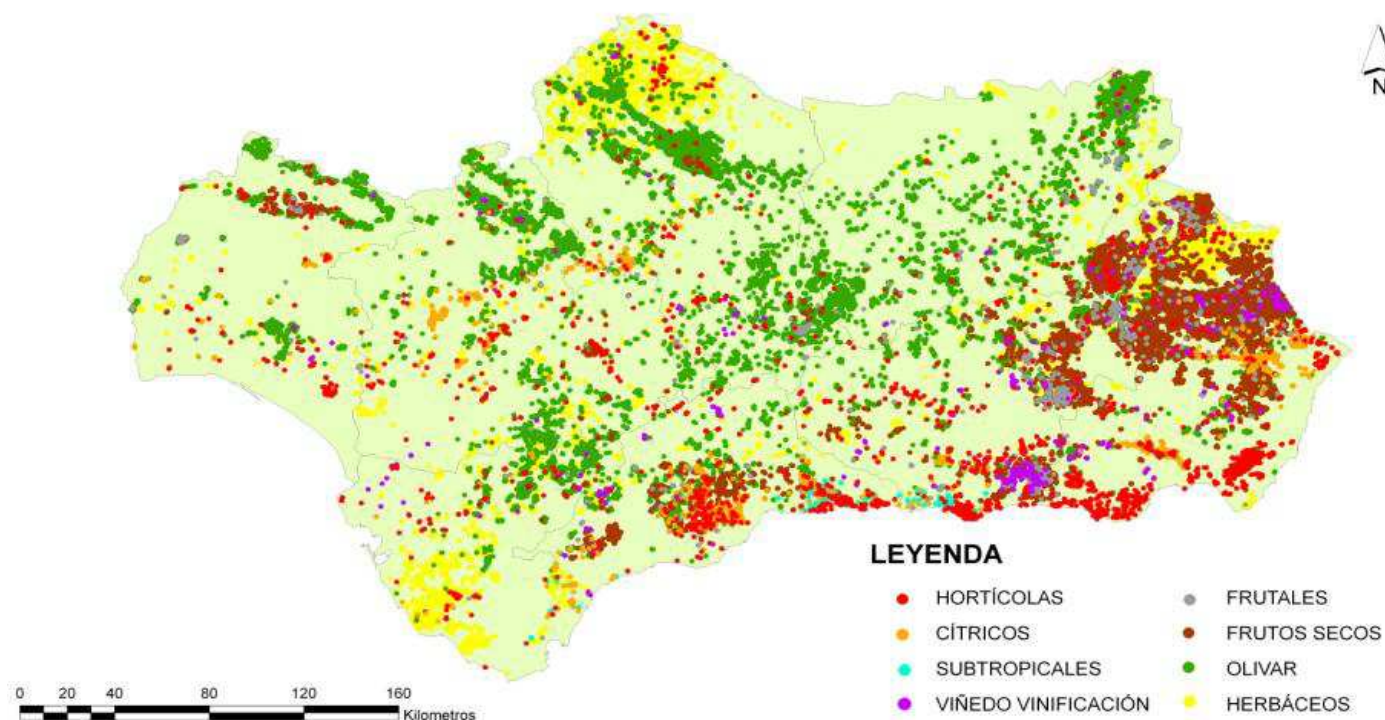 N
LEYENDA
HORTÍCOLAS
FRUTALES
CÍTRICOS
FRUTOS SECOS
SUBTROPICALES
OLIVAR
VIÑEDO VINIFICACIÓN
HERBÁCEOS
0 20 40 80 120 160
Kilometros